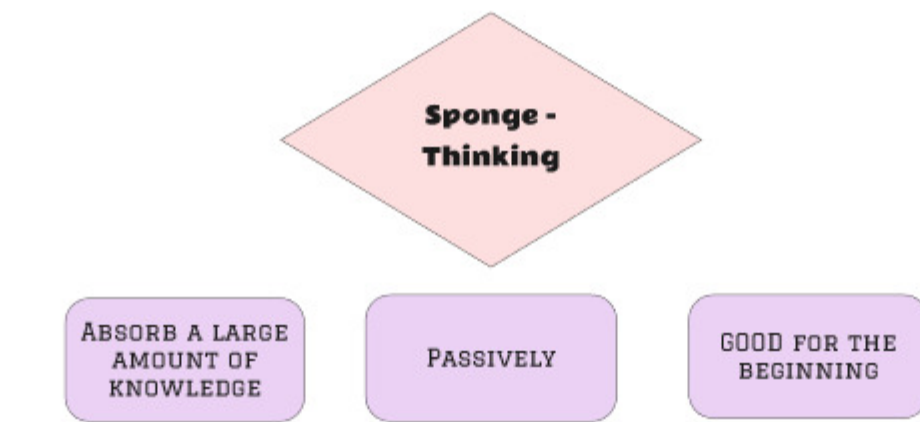 Sponge -
Thinking
ABSORB A LARGE
AMOUNT OF
KNOWLEDGE
PASSIVELY
GOOD FOR THE
BEGINNING